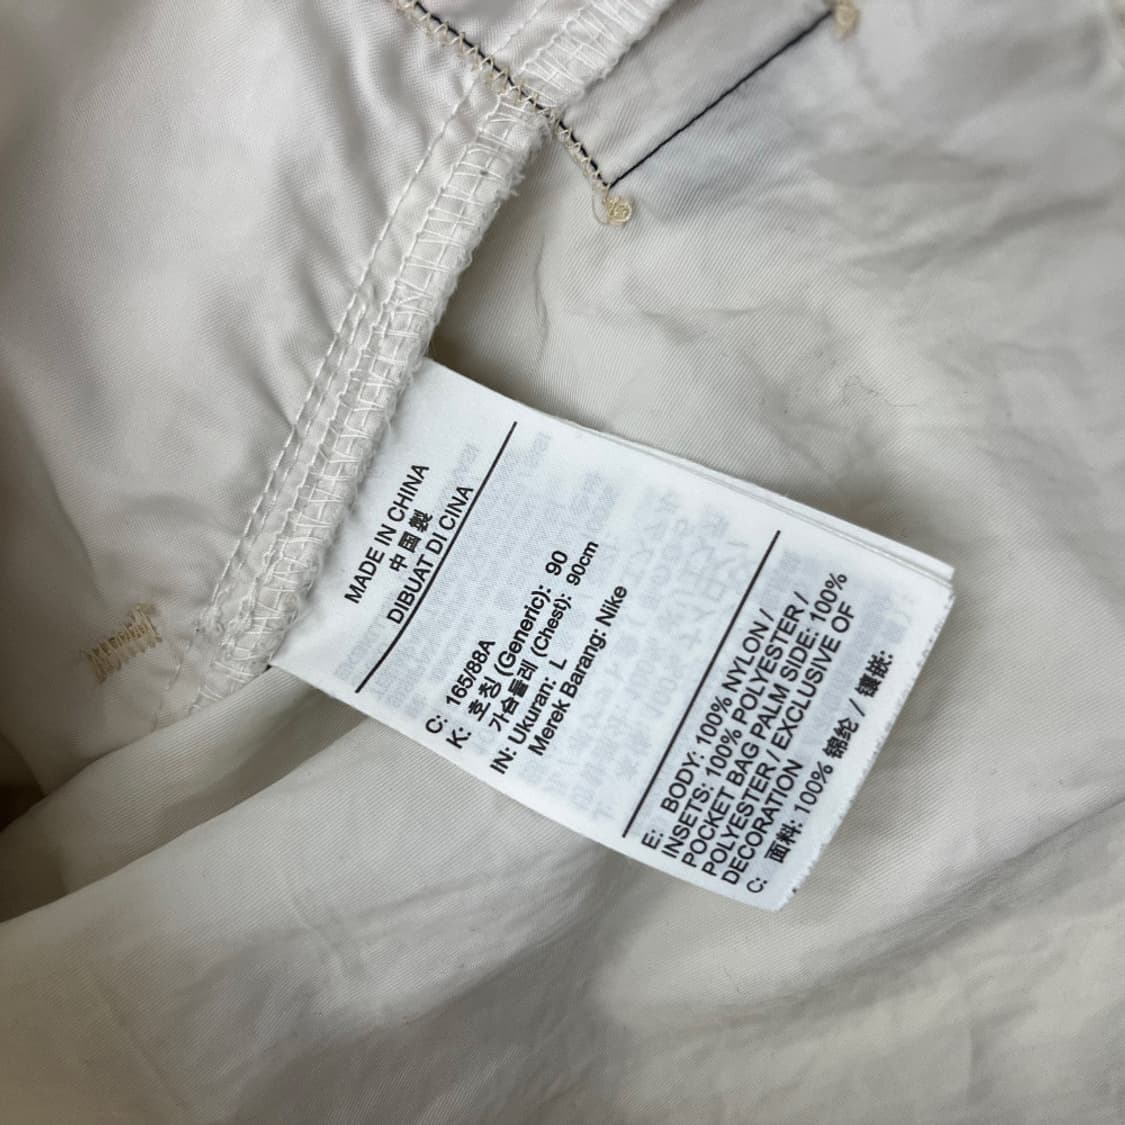 MADE IN CHINA
中国製
DIBUAT DI CINA
C: 165/88A
K: 호칭 (Generic): 90
가슴둘레 (Chest): 90cm
IN: Ukuran: L
Merek Barang: Nike
E: BODY: 100% NYLON /
INSETS: 100% POLYESTER /
POCKET BAG PALM SIDE: 100%
POLYESTER / EXCLUSIVE OF
DECORATION
C: 面料: 100% 锦纶 / 镶嵌: